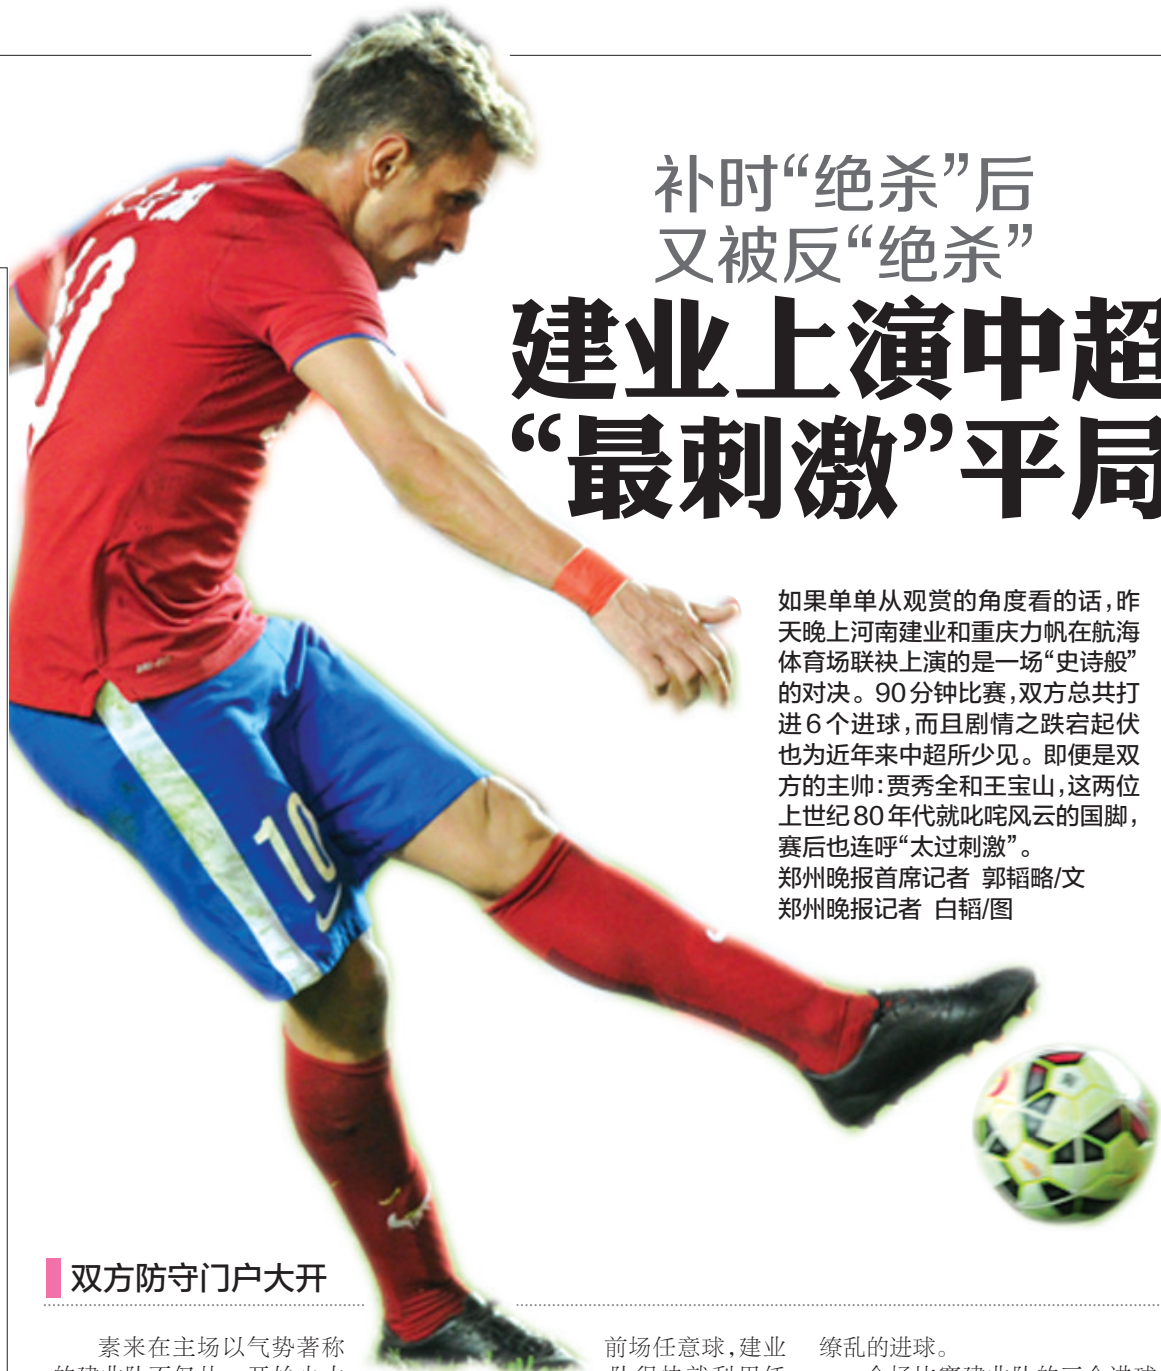 补时“绝杀”后
又被反“绝杀”
建业上演中超
“最刺激”平局
如果单单从观赏的角度看的话,昨
天晚上河南建业和重庆力帆在航海
体育场联袂上演的是一场“史诗般”
的对决。90分钟比赛,双方总共打
进6个进球,而且剧情之跌宕起伏
也为近年来中超所少见。即便是双
方的主帅:贾秀全和王宝山,这两位
上世纪80年代就叱咤风云的国脚,
赛后也连呼“太过刺激”。
郑州晚报首席记者 郭韬略/文
郑州晚报记者 白韬/图
10
双方防守门户大开
素来在主场以气势著称
前场任意球,建业
缭乱的进球。